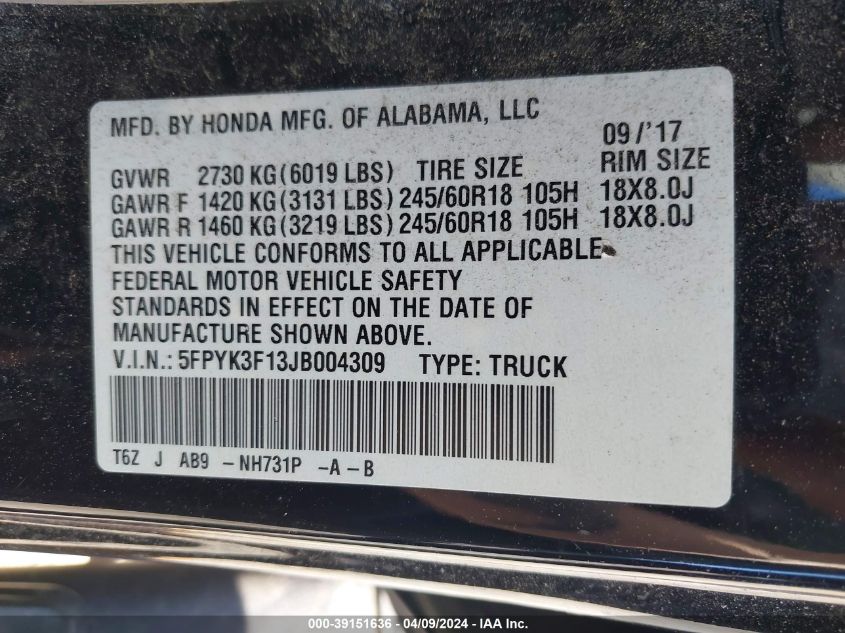 MFD. BY HONDA MFG. OF ALABAMA, LLC
09/'17
GVWR 2730 KG(6019 LBS) TIRE SIZE RIM SIZE
GAWR F 1420 KG(3131 LBS) 245/60R18 105H 18X8.0J
GAWR R 1460 KG(3219 LBS) 245/60R18 105H 18X8.0J
THIS VEHICLE CONFORMS TO ALL APPLICABLE
FEDERAL MOTOR VEHICLE SAFETY
STANDARDS IN EFFECT ON THE DATE OF
MANUFACTURE SHOWN ABOVE.
V.I.N.: 5FPYK3F13JB004309 TYPE: TRUCK
T6Z J AB9 -NH731P -A-B
000-39151636 - 04/09/2024 - IAA Inc.